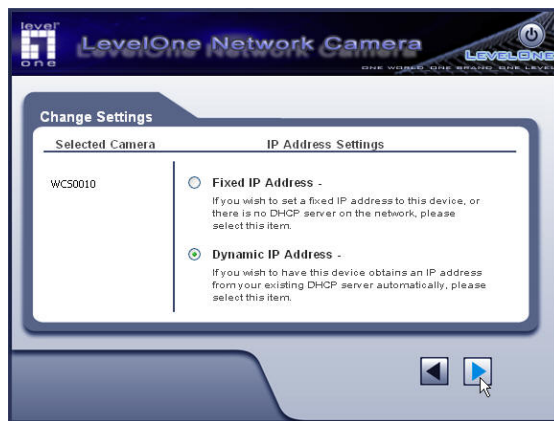 level
one
LevelOne Network Camera
LEVELONE
ONE WORLD ONE BRAND ONE LEVEL
Change Settings
Selected Camera
IP Address Settings
WCS0010
Fixed IP Address -
If you wish to set a fixed IP address to this device, or
there is no DHCP server on the network, please
select this item.
Dynamic IP Address -
If you wish to have this device obtains an IP address
from your existing DHCP server automatically, please
select this item.